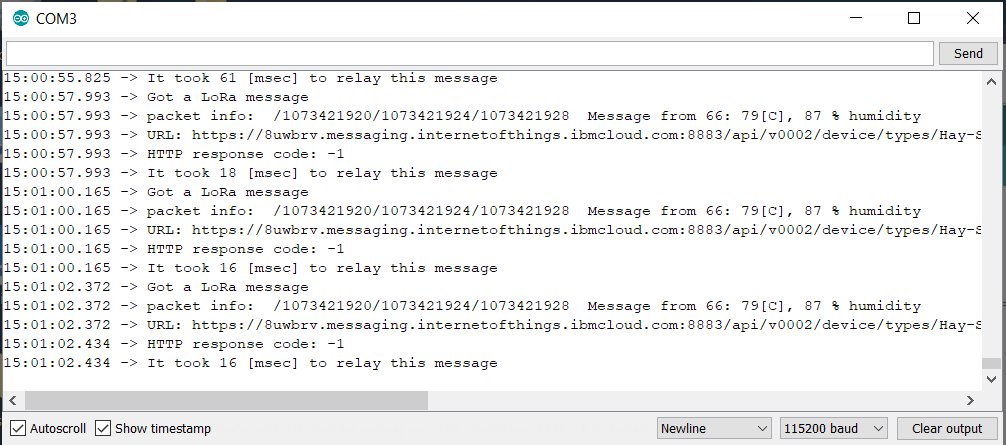 COM3
Send
15:00:55.825 -> It took 61 [msec] to relay this message
15:00:57.993 -> Got a LoRa message
15:00:57.993 -> packet info:  /1073421920/1073421924/1073421928  Message from 66: 79[C], 87 % humidity
15:00:57.993 -> URL: https://8uwbrv.messaging.internetofthings.ibmcloud.com:8883/api/v0002/device/types/Hay-S
15:00:57.993 -> HTTP response code: -1
15:00:57.993 -> It took 18 [msec] to relay this message
15:01:00.165 -> Got a LoRa message
15:01:00.165 -> packet info:  /1073421920/1073421924/1073421928  Message from 66: 79[C], 87 % humidity
15:01:00.165 -> URL: https://8uwbrv.messaging.internetofthings.ibmcloud.com:8883/api/v0002/device/types/Hay-S
15:01:00.165 -> HTTP response code: -1
15:01:00.165 -> It took 16 [msec] to relay this message
15:01:02.372 -> Got a LoRa message
15:01:02.372 -> packet info:  /1073421920/1073421924/1073421928  Message from 66: 79[C], 87 % humidity
15:01:02.372 -> URL: https://8uwbrv.messaging.internetofthings.ibmcloud.com:8883/api/v0002/device/types/Hay-S
15:01:02.434 -> HTTP response code: -1
15:01:02.434 -> It took 16 [msec] to relay this message
Autoscroll Show timestamp Newline 115200 baud Clear output